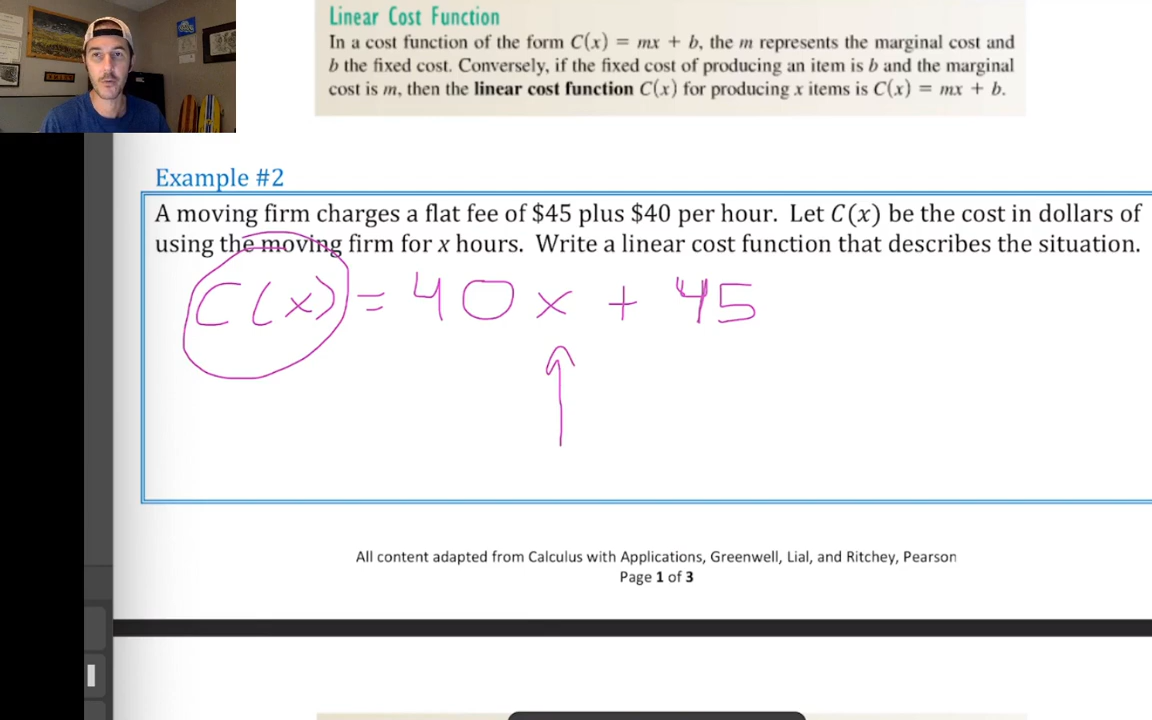 Linear Cost Function
In a cost function of the form C(x) = mx + b, the m represents the marginal cost and
b the fixed cost. Conversely, if the fixed cost of producing an item is b and the marginal
cost is m, then the linear cost function C(x) for producing x items is C(x) = mx + b.
Example #2
A moving firm charges a flat fee of $45 plus $40 per hour. Let C(x) be the cost in dollars of
using the moving firm for x hours. Write a linear cost function that describes the situation.
C(x) = 40x + 45
All content adapted from Calculus with Applications, Greenwell, Lial, and Ritchey, Pearson
Page 1 of 3